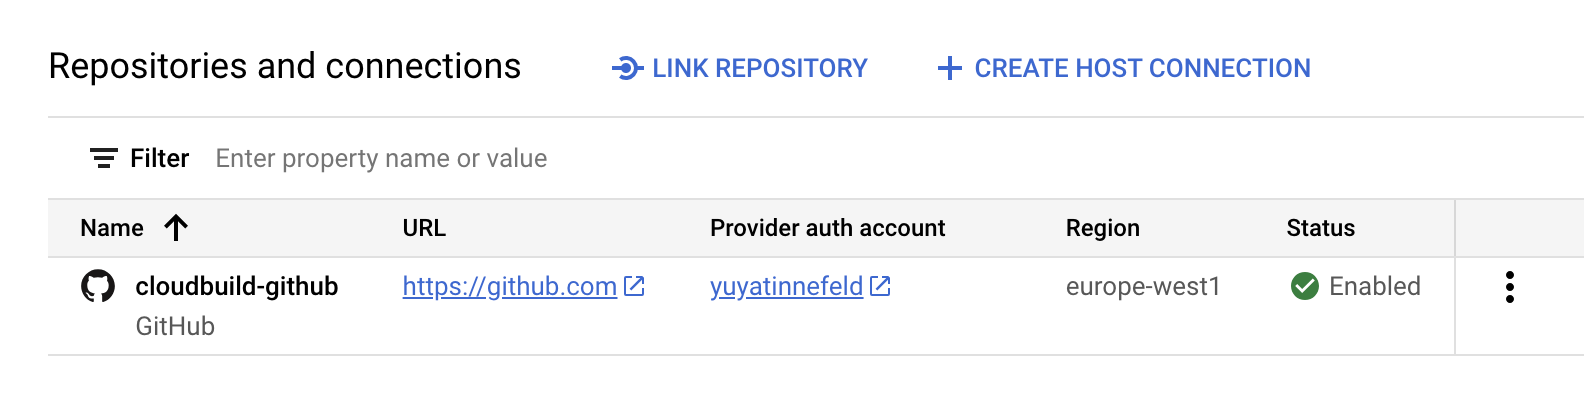 Repositories and connections LINK REPOSITORY CREATE HOST CONNECTION
Filter Enter property name or value
Name URL Provider auth account Region Status
cloudbuild-github https://github.com yuyatinnefeld europe-west1 Enabled
GitHub